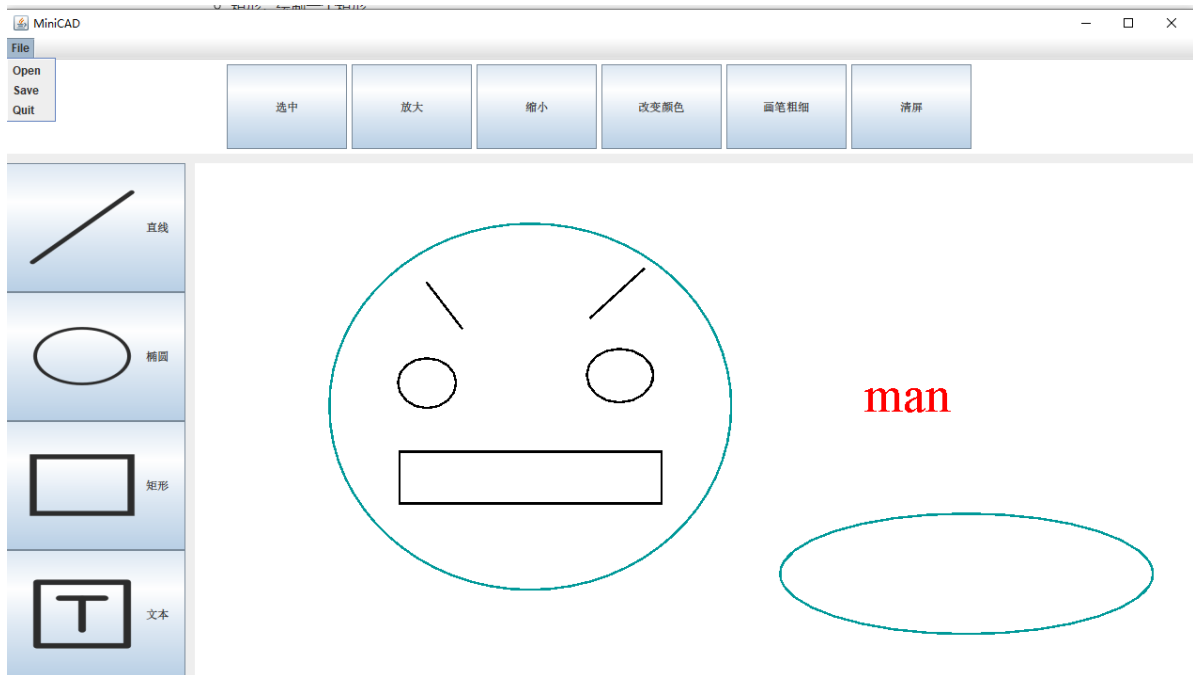 MiniCAD
File
Open
Save
Quit
选中
放大
缩小
改变颜色
画笔粗细
清屏
直线
椭圆
矩形
文本
T
man